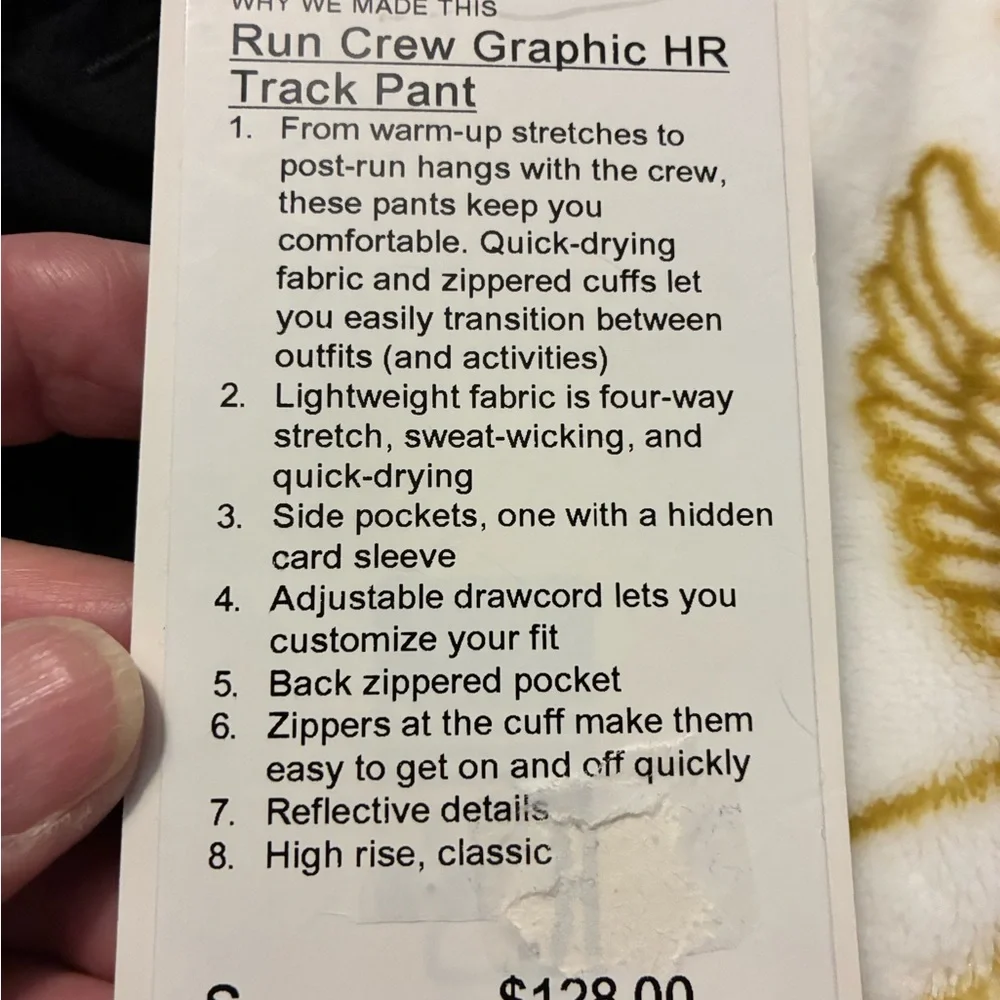 WHY WE MADE THIS
Run Crew Graphic HR
Track Pant
1. From warm-up stretches to
post-run hangs with the crew,
these pants keep you
comfortable. Quick-drying
fabric and zippered cuffs let
you easily transition between
outfits (and activities)
2. Lightweight fabric is four-way
stretch, sweat-wicking, and
quick-drying
3. Side pockets, one with a hidden
card sleeve
4. Adjustable drawcord lets you
customize your fit
5. Back zippered pocket
6. Zippers at the cuff make them
easy to get on and off quickly
7. Reflective details
8. High rise, classic
$128.00